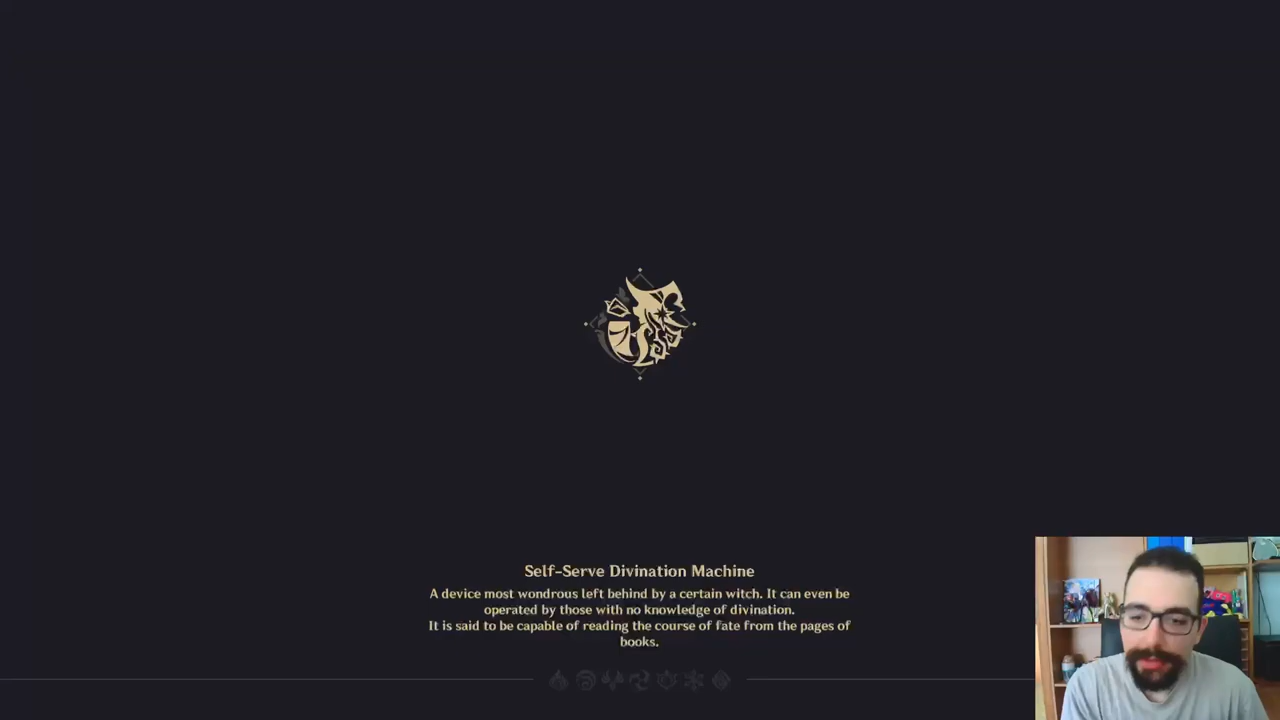 Self-Serve Divination Machine
A device most wondrous left behind by a certain witch. It can even be
operated by those with no knowledge of divination.
It is said to be capable of reading the course of fate from the pages of
books.